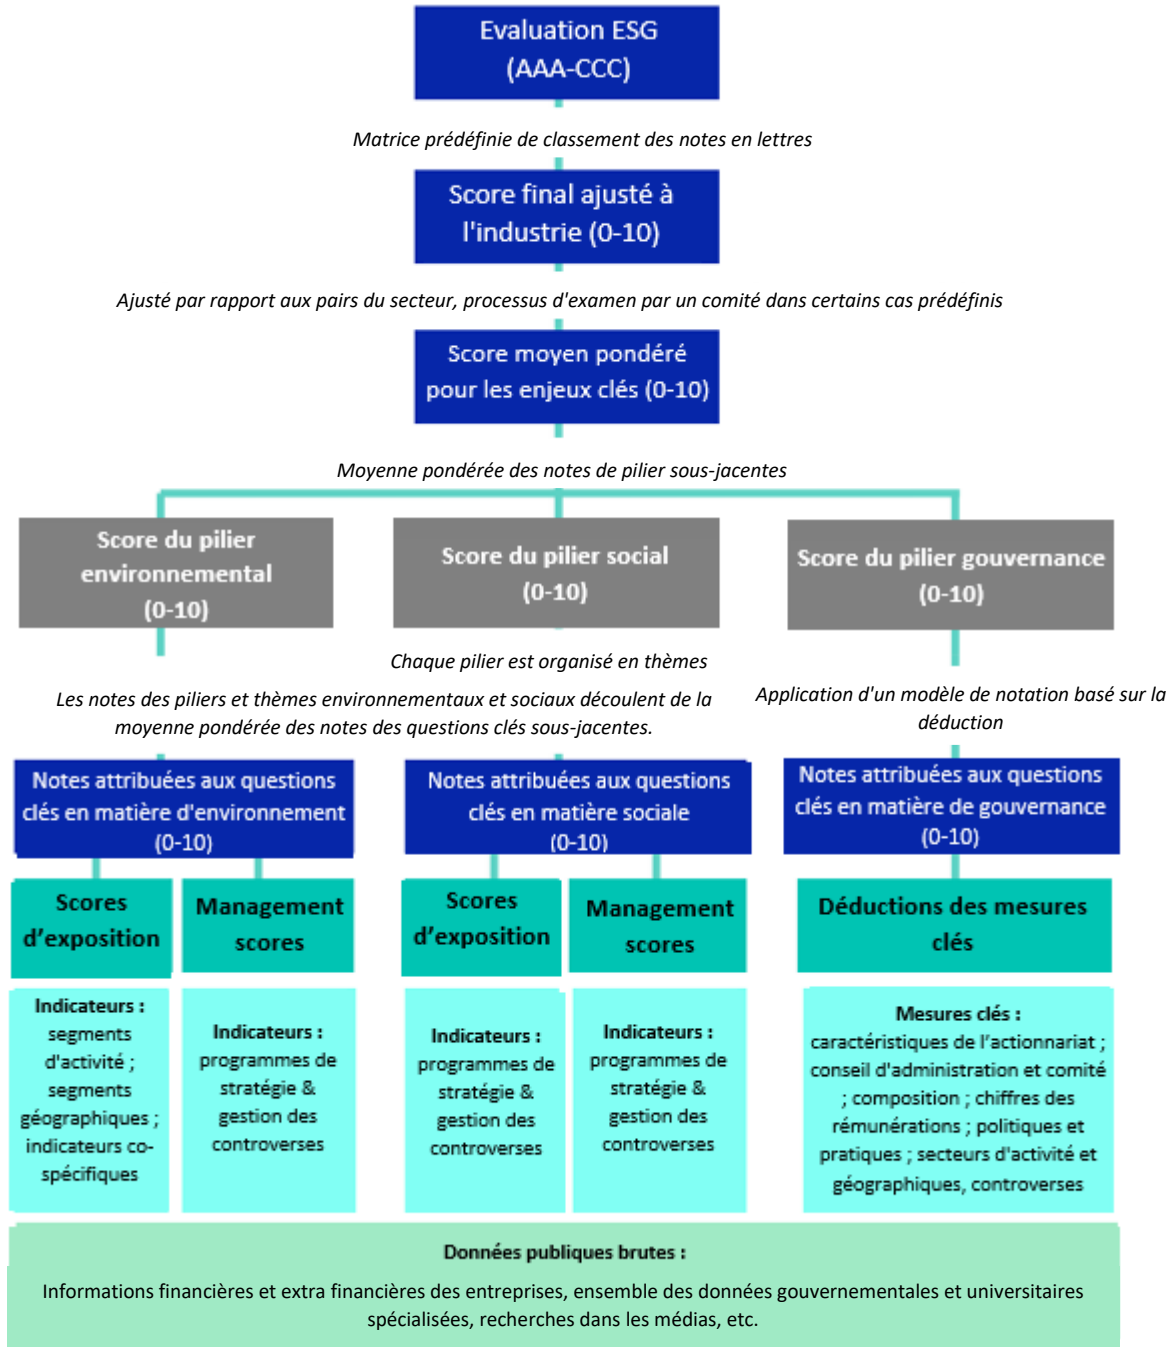 Evaluation ESG
(AAA-CCC)
Matrice prédéfinie de classement des notes en lettres
Score final ajusté à
l'industrie (0-10)
Ajusté par rapport aux pairs du secteur, processus d'examen par un comité dans certains cas prédéfinis
Score moyen pondéré
pour les enjeux clés (0-10)
Moyenne pondérée des notes de pilier sous-jacentes
Score du pilier
environnemental
(0-10)
Score du pilier social
(0-10)
Score du pilier gouvernance
(0-10)
Chaque pilier est organisé en thèmes
Les notes des piliers et thèmes environnementaux et sociaux découlent de la
moyenne pondérée des notes des questions clés sous-jacentes.
Application d'un modèle de notation basé sur la
déduction
Notes attribuées aux questions
clés en matière d'environnement
(0-10)
Notes attribuées aux questions
clés en matière sociale
(0-10)
Notes attribuées aux questions
clés en matière de gouvernance
(0-10)
Scores
d'exposition
Management
scores
Scores
d'exposition
Management
scores
Déductions des mesures
clés
Indicateurs :
segments
d'activité ;
segments
géographiques ;
indicateurs co-
spécifiques
Indicateurs :
programmes de
stratégie &
gestion des
controverses
Indicateurs :
programmes de
stratégie &
gestion des
controverses
Indicateurs :
programmes de
stratégie &
gestion des
controverses
Mesures clés :
caractéristiques de l'actionnariat ;
conseil d'administration et comité
; composition ; chiffres des
rémunérations ; politiques et
pratiques ; secteurs d'activité et
géographiques, controverses
Données publiques brutes :
Informations financières et extra financières des entreprises, ensemble des données gouvernementales et universitaires
spécialisées, recherches dans les médias, etc.